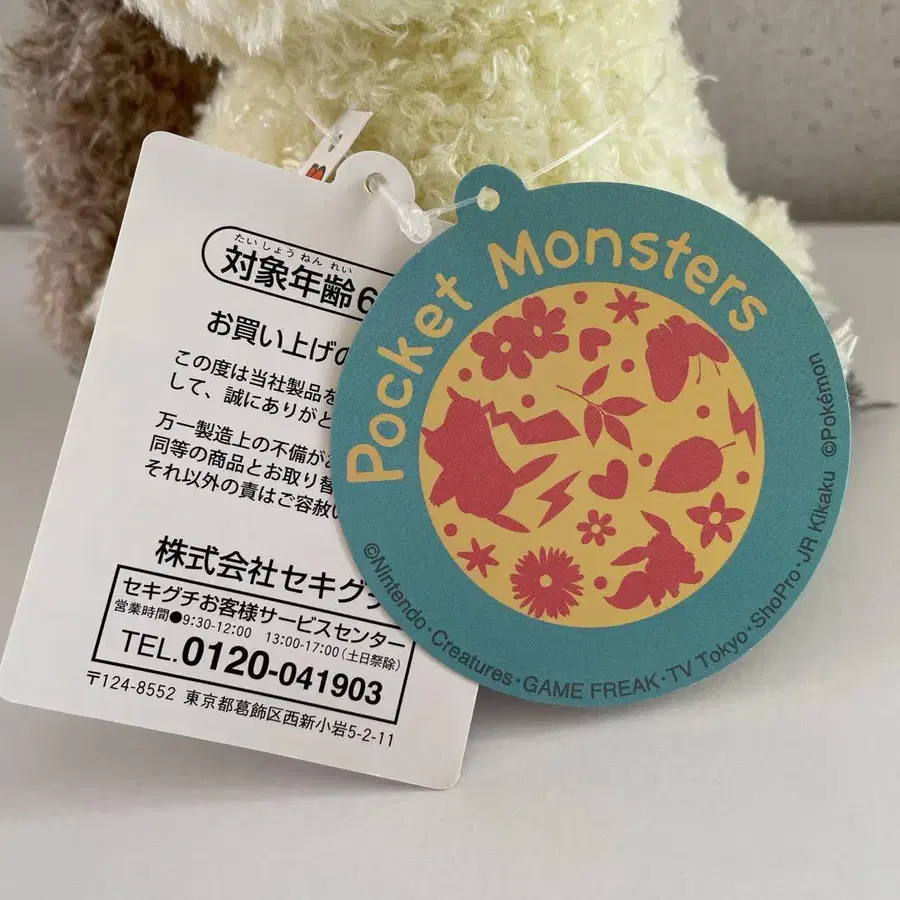 たいしょうねんれい
対象年齢6
お買い上げの
この度は当社製品を
して、誠にありがと
万一製造上の不備が
同等の商品とお取り替
それ以外の責はご容赦い
株式会社セキグチ
セキグチお客様サービスセンター
営業時間●9:30-12:00 13:00-17:00(土日祭除)
TEL.0120-041903
〒124-8552 東京都葛飾区西新小岩5-2-11
Pocket Monsters
©Nintendo・Creatures・GAME FREAK・TV Tokyo・ShoPro・JR Kikaku ©Pokémon